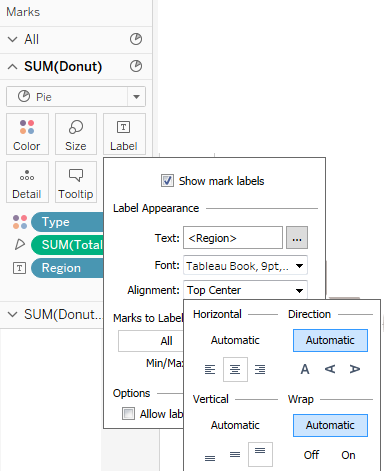 Marks
All
SUM(Donut)
Pie
Color Size Label
Detail Tooltip
Type
SUM(Total
Region
SUM(Donut..
Show mark labels
Label Appearance
Text: <Region> ...
Font: Tableau Book, 9pt,...
Alignment: Top Center
Marks to Label
All
Min/Max
Options
Allow lab
Horizontal Direction
Automatic Automatic
A A A
Vertical Wrap
Automatic Automatic
Off On